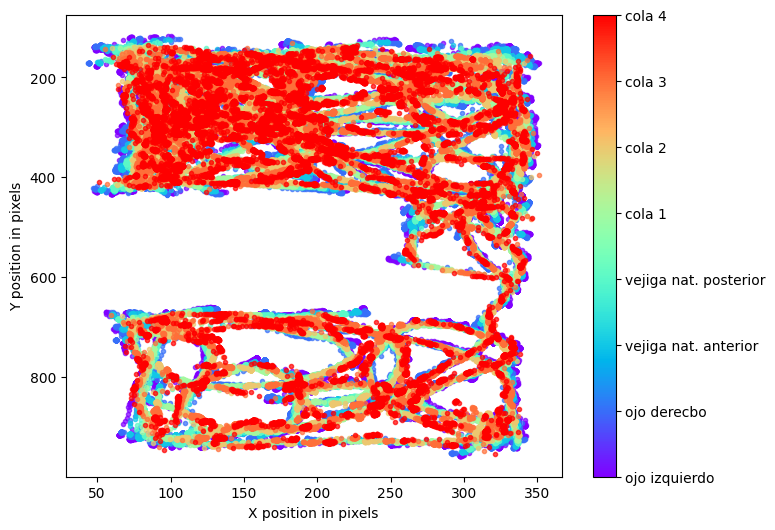 200
400
600
800
Y position in pixels
50 100 150 200 250 300 350
X position in pixels
cola 4
cola 3
cola 2
cola 1
vejiga nat. posterior
vejiga nat. anterior
ojo derecbo
ojo izquierdo